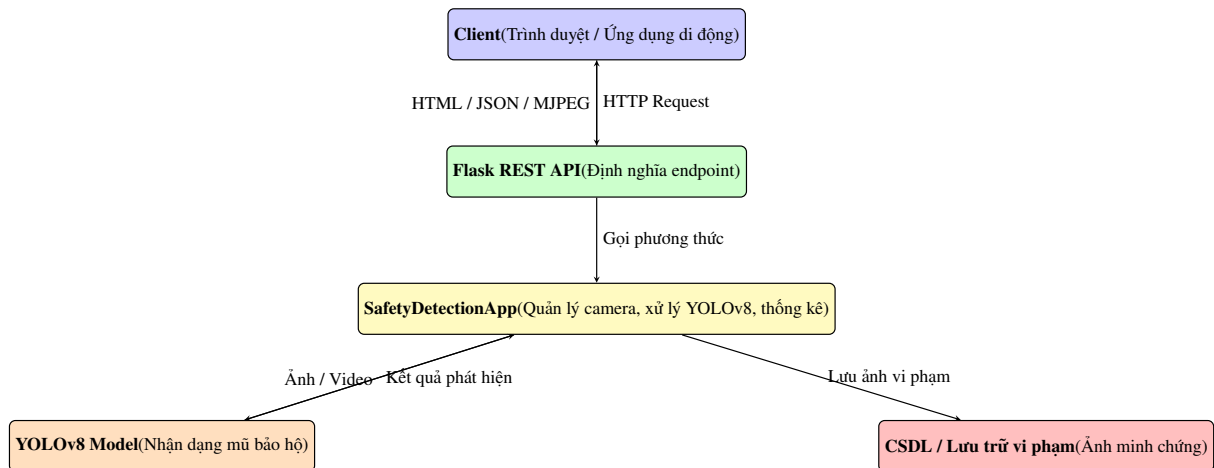 Client(Trình duyệt / Ứng dụng di động)
HTML / JSON / MJPEG
HTTP Request
Flask REST API(Định nghĩa endpoint)
Gọi phương thức
SafetyDetectionApp(Quản lý camera, xử lý YOLOv8, thống kê)
Ảnh / Video
Kết quả phát hiện
Lưu ảnh vi phạm
YOLOv8 Model(Nhận dạng mũ bảo hộ)
CSDL / Lưu trữ vi phạm(Ảnh minh chứng)